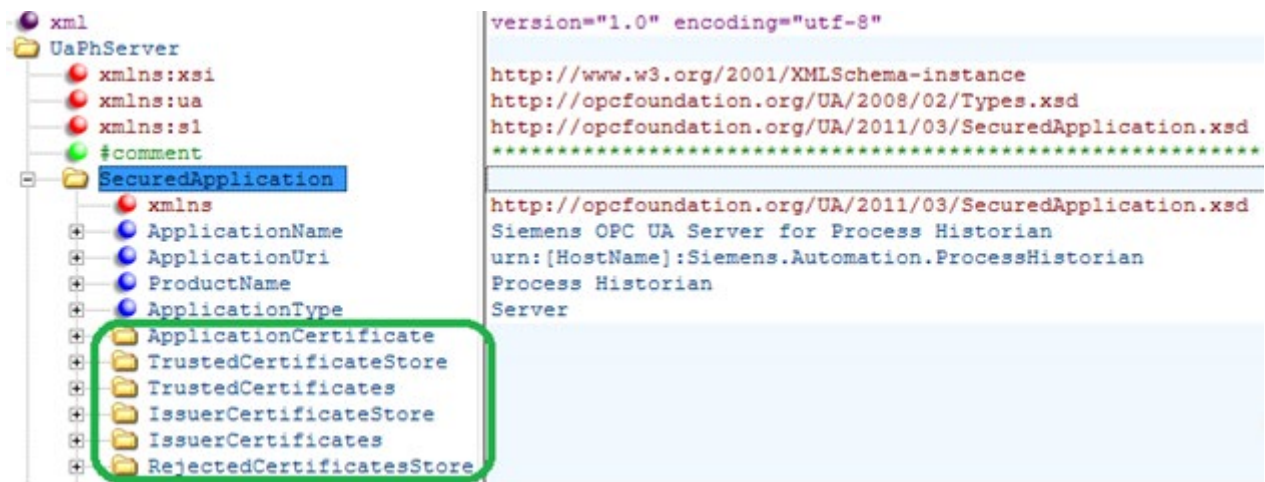 xml version="1.0" encoding="utf-8"
UaPhServer
xmlns:xsi http://www.w3.org/2001/XMLSchema-instance
xmlns:ua http://opcfoundation.org/UA/2008/02/Types.xsd
xmlns:s1 http://opcfoundation.org/UA/2011/03/SecuredApplication.xsd
#comment ***********************************************************
SecuredApplication
xmlns http://opcfoundation.org/UA/2011/03/SecuredApplication.xsd
ApplicationName Siemens OPC UA Server for Process Historian
ApplicationUri urn:[HostName]:Siemens.Automation.ProcessHistorian
ProductName Process Historian
ApplicationType Server
ApplicationCertificate
TrustedCertificateStore
TrustedCertificates
IssuerCertificateStore
IssuerCertificates
RejectedCertificatesStore